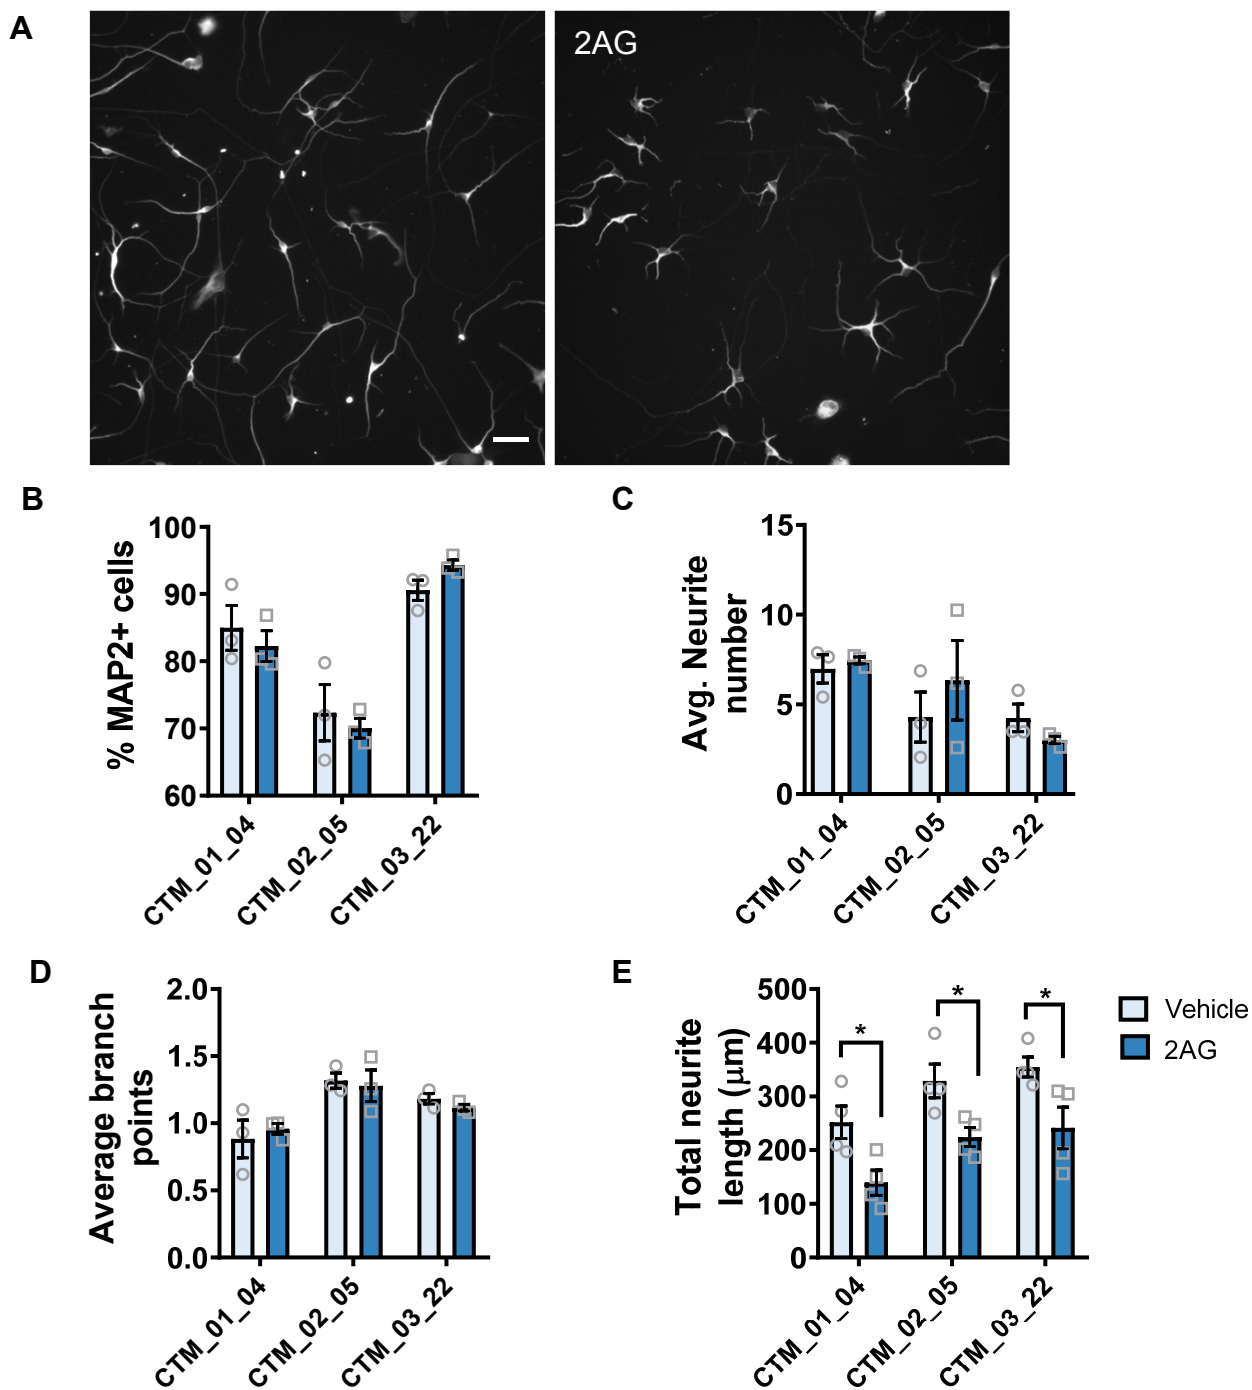 A
2AG
B
% MAP2+ cells
100
90
80
70
60
CTM_01_04
CTM_02_05
CTM_03_22
C
Avg. Neurite
number
15
10
5
0
CTM_01_04
CTM_02_05
CTM_03_22
D
Average branch
points
2.0
1.5
1.0
0.5
0.0
CTM_01_04
CTM_02_05
CTM_03_22
E
Total neurite
length (μm)
500
400
300
200
100
0
*
*
*
CTM_01_04
CTM_02_05
CTM_03_22
Vehicle
2AG